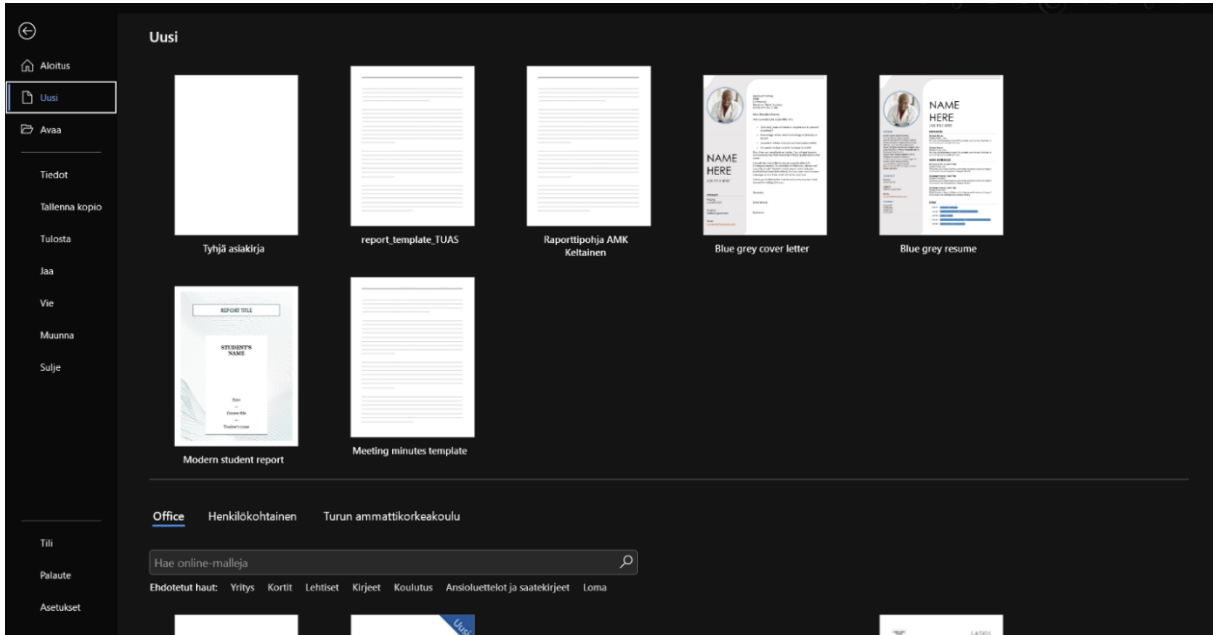 Uusi
Aloitus
Uusi
Avaa
Tiedot
Tallenna kopio
Tulosta
Jaa
Vie
Muunna
Sulje
Tili
Palaute
Asetukset
Tyhjä asiakirja
report_template_TUAS
Raporttipohja AMK
Keltainen
NAME
HERE
Blue grey cover letter
NAME
HERE
Blue grey resume
REPORT TITLE
STUDENT'S
NAME
Modern student report
Meeting minutes template
Office Henkilökohtainen Turun ammattikorkeakoulu
Hae online-malleja
Ehdotetut haut: Yritys Kortit Lehtiset Kirjeet Koulutus Ansioluettelot ja saatekirjeet Loma
Uusi
LASKU